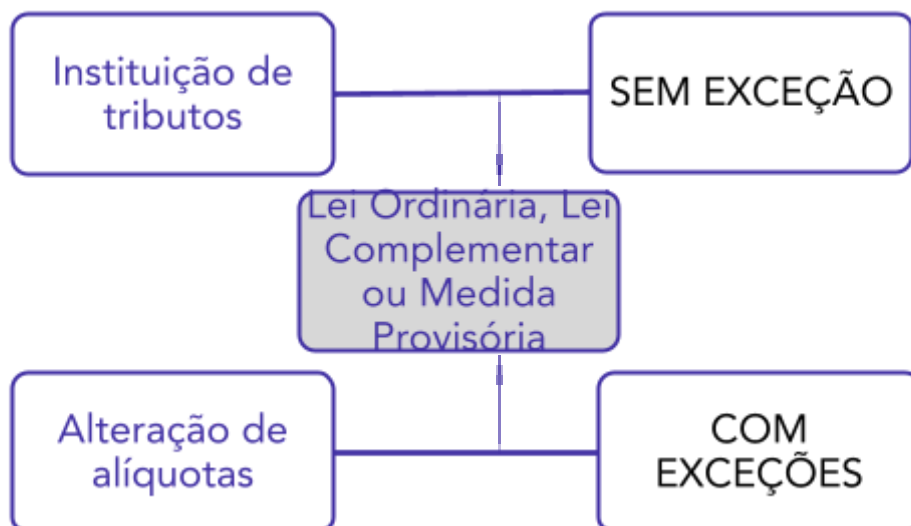 Instituição de
tributos
SEM EXCEÇÃO
Lei Ordinária, Lei
Complementar
ou Medida
Provisória
Alteração de
alíquotas
COM
EXCEÇÕES